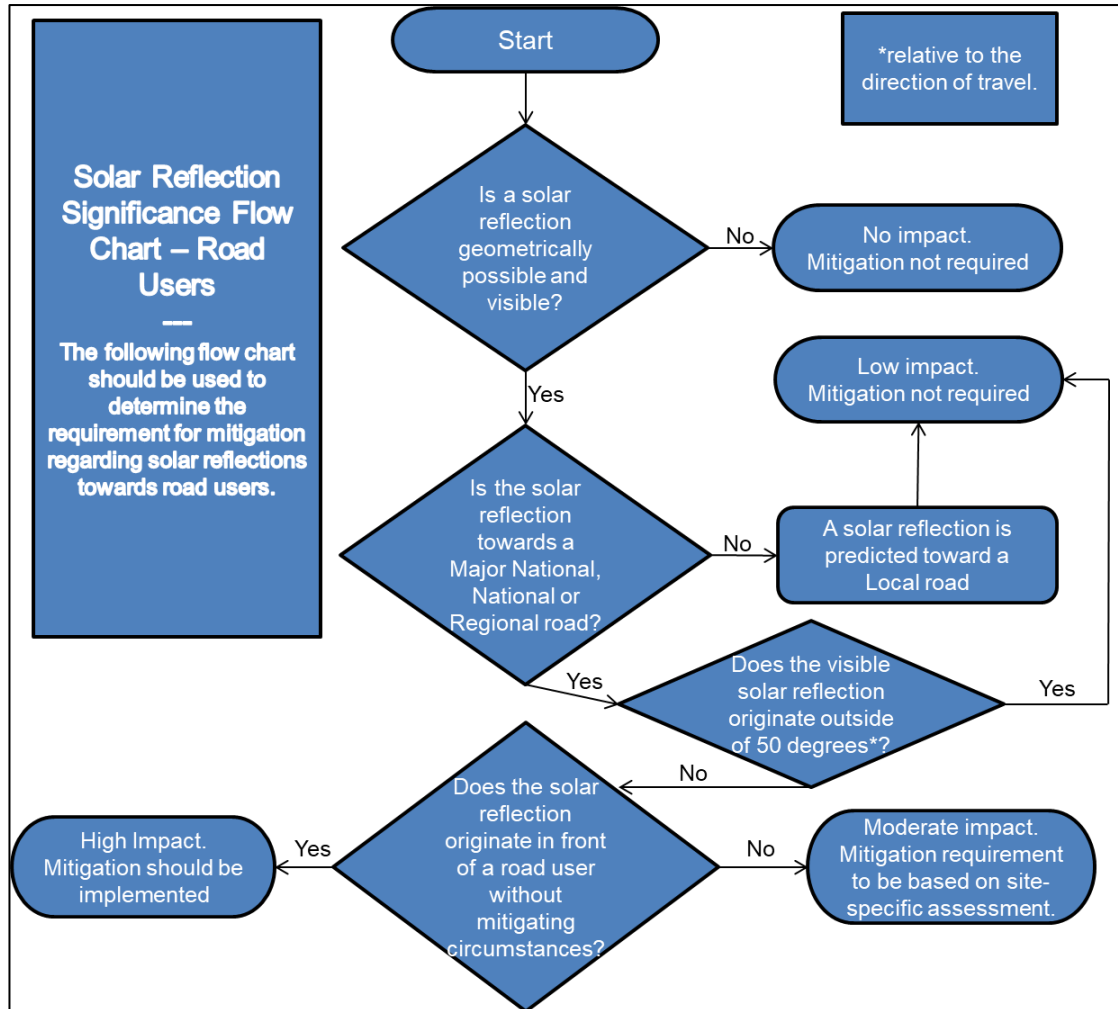 Start
*relative to the
direction of travel.
Solar Reflection
Significance Flow
Chart – Road
Users
---
The following flow chart
should be used to
determine the
requirement for mitigation
regarding solar reflections
towards road users.
Is a solar
reflection
geometrically
possible and
visible?
No
No impact.
Mitigation not required
Yes
Low impact.
Mitigation not required
Is the solar
reflection
towards a
Major National,
National or
Regional road?
No
A solar reflection is
predicted toward a
Local road
Yes
Does the visible
solar reflection
originate outside
of 50 degrees*?
Yes
No
Does the solar
reflection
originate in front
of a road user
without
mitigating
circumstances?
Yes
High Impact.
Mitigation should be
implemented
No
Moderate impact.
Mitigation requirement
to be based on site-
specific assessment.